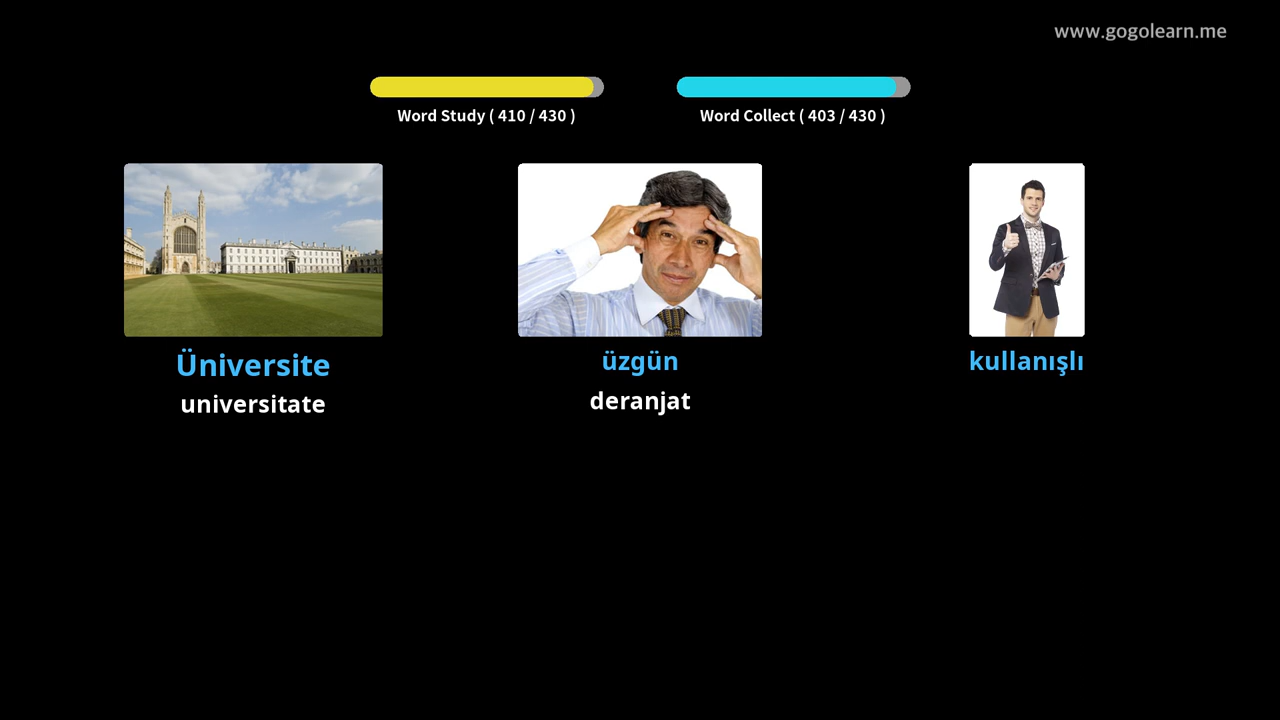 www.gogolearn.me
Word Study ( 410 / 430 )
Word Collect ( 403 / 430 )
Üniversite
universitate
üzgün
deranjat
kullanışlı